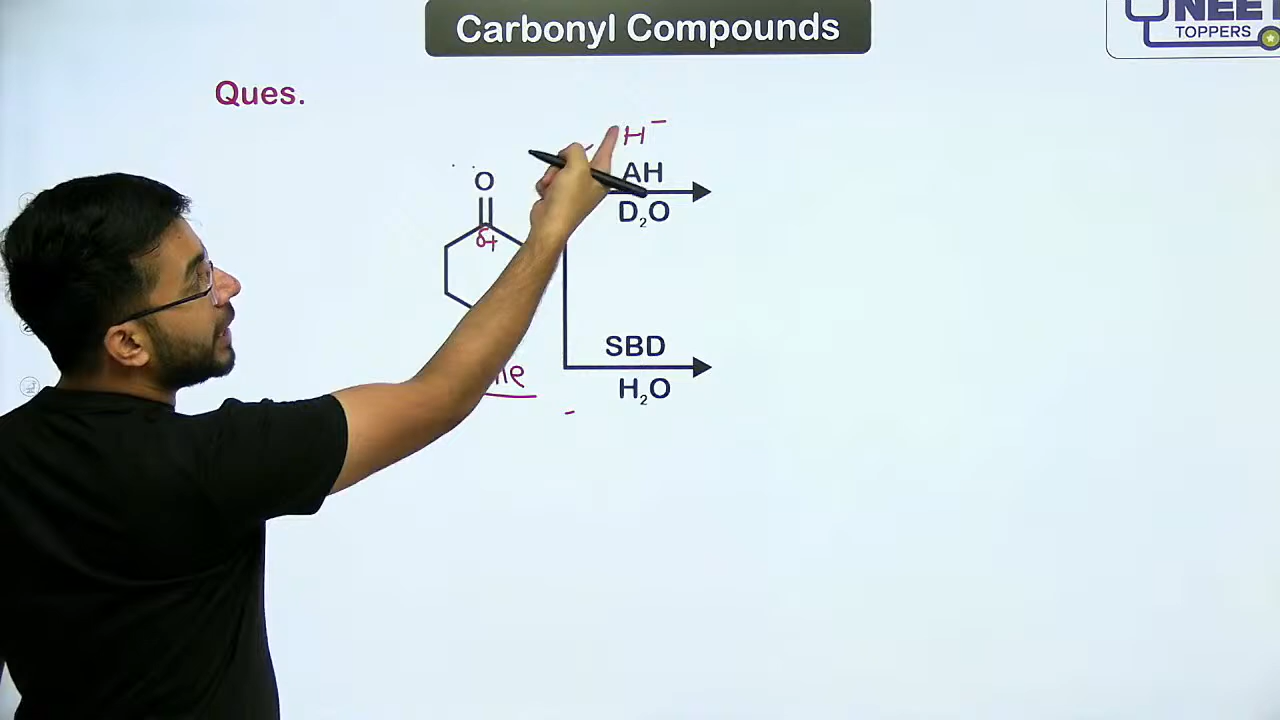 Carbonyl Compounds
NEET
TOPPERS
Ques.
H⁻
O
AH
D₂O
δ+
SBD
H₂O